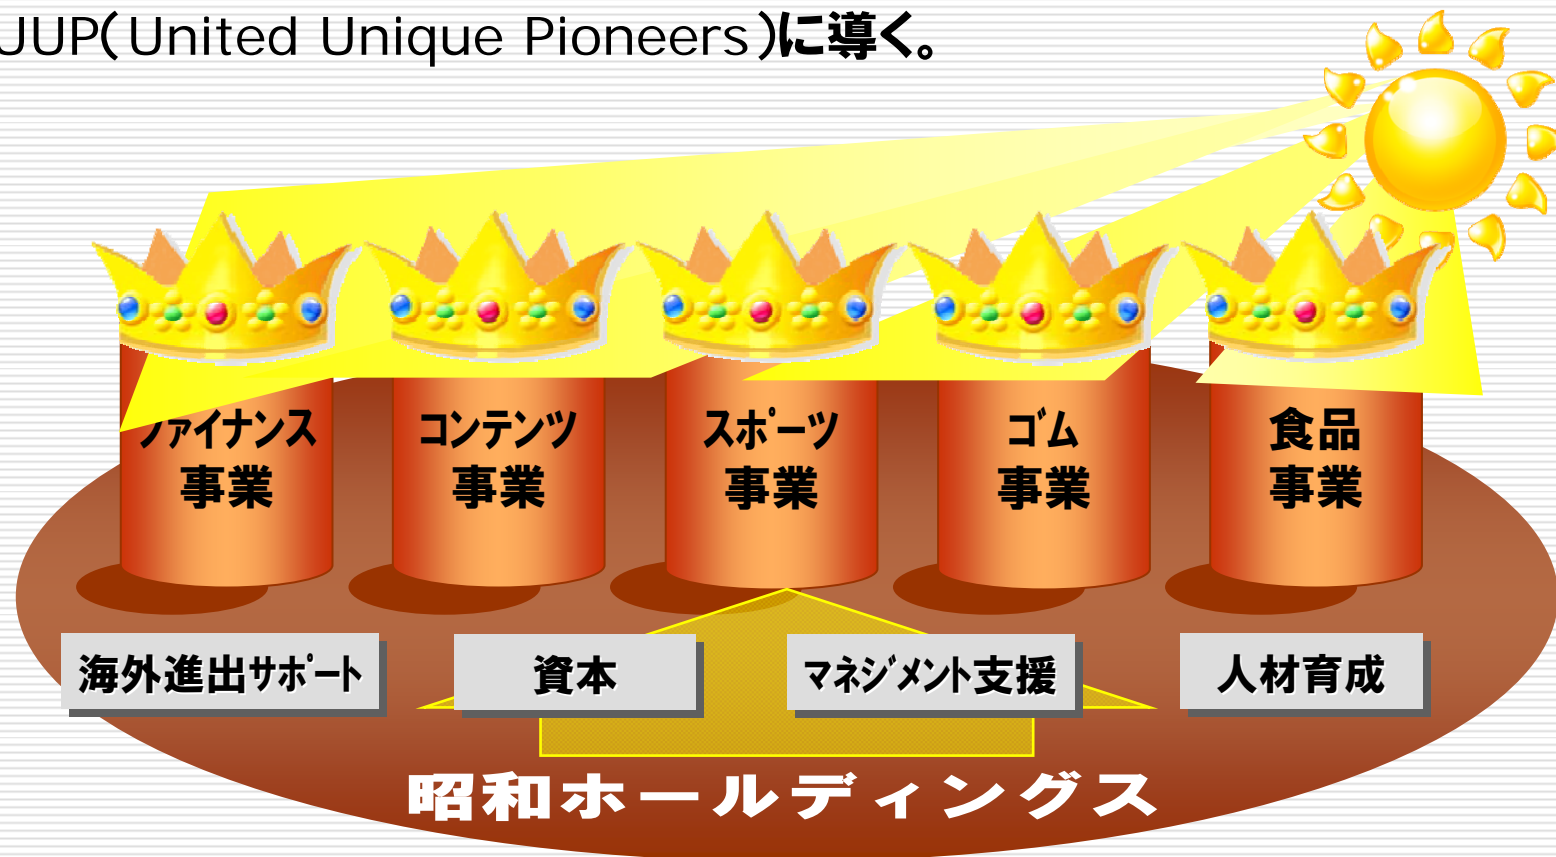 UUP(United Unique Pioneers)に導く。
ファイナンス
事業
コンテンツ
事業
スポーツ
事業
ゴム
事業
食品
事業
海外進出サポート
資本
マネジメント支援
人材育成
昭和ホールディングス